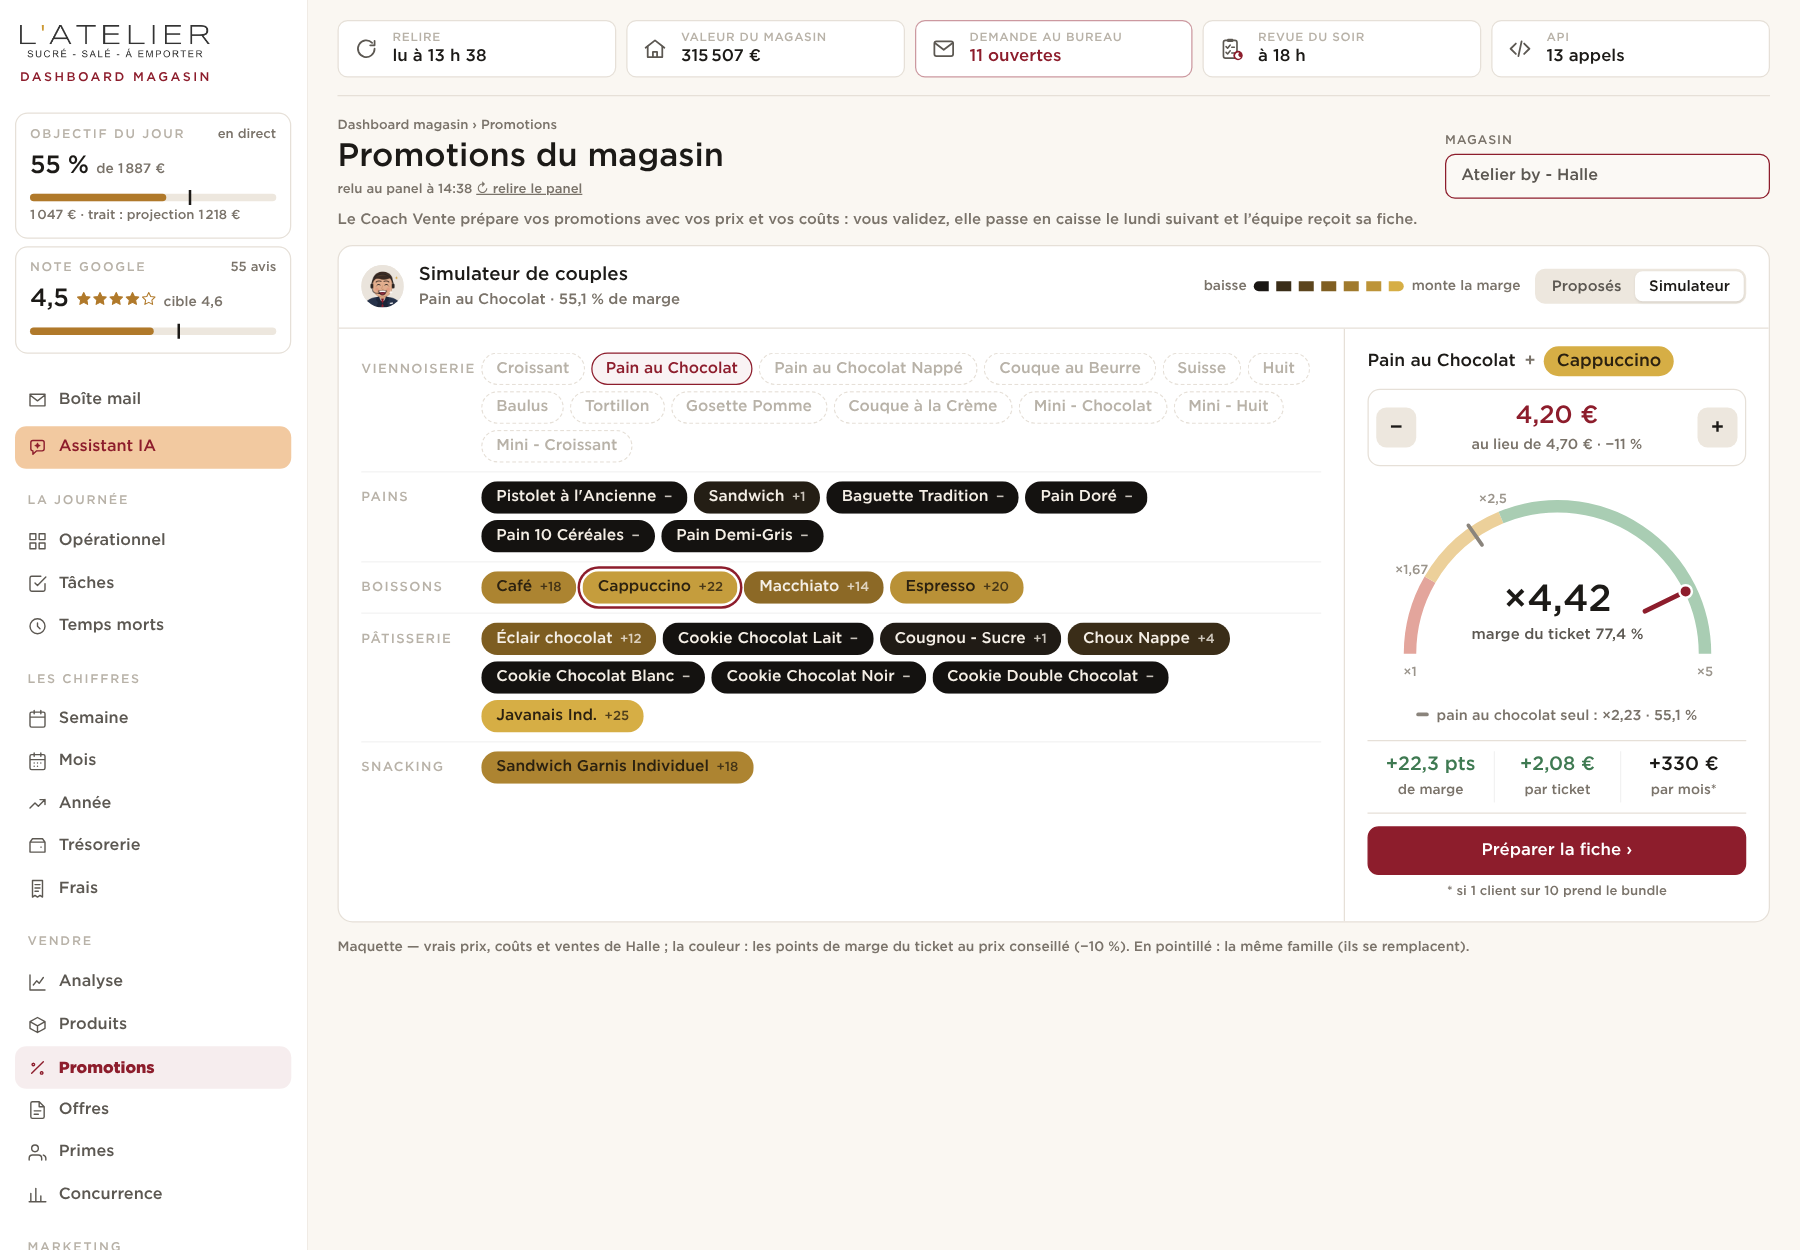 L'ATELIER
SUCRÉ - SALÉ - À EMPORTER
DASHBOARD MAGASIN
OBJECTIF DU JOUR en direct
55 % de 1 887 €
1 047 € · trait : projection 1 218 €
NOTE GOOGLE 55 avis
4,5 cible 4,6
Boîte mail
Assistant IA
LA JOURNÉE
Opérationnel
Tâches
Temps morts
LES CHIFFRES
Semaine
Mois
Année
Trésorerie
Frais
VENDRE
Analyse
Produits
Promotions
Offres
Primes
Concurrence
MARKETING
RELIRE
lu à 13 h 38
VALEUR DU MAGASIN
315 507 €
DEMANDE AU BUREAU
11 ouvertes
REVUE DU SOIR
à 18 h
API
13 appels
Dashboard magasin › Promotions
Promotions du magasin
relu au panel à 14:38 ↻ relire le panel
MAGASIN
Atelier by - Halle
Le Coach Vente prépare vos promotions avec vos prix et vos coûts : vous validez, elle passe en caisse le lundi suivant et l'équipe reçoit sa fiche.
Simulateur de couples
Pain au Chocolat · 55,1 % de marge
baisse monte la marge
Proposés Simulateur
VIENNOISERIE Croissant Pain au Chocolat Pain au Chocolat Nappé Couque au Beurre Suisse Huit
Baulus Tortillon Gosette Pomme Couque à la Crème Mini - Chocolat Mini - Huit
Mini - Croissant
PAINS Pistolet à l'Ancienne – Sandwich +1 Baguette Tradition – Pain Doré –
Pain 10 Céréales – Pain Demi-Gris –
BOISSONS Café +18 Cappuccino +22 Macchiato +14 Espresso +20
PÂTISSERIE Éclair chocolat +12 Cookie Chocolat Lait – Cougnou - Sucre +1 Choux Nappe +4
Cookie Chocolat Blanc – Cookie Chocolat Noir – Cookie Double Chocolat –
Javanais Ind. +25
SNACKING Sandwich Garnis Individuel +18
Pain au Chocolat + Cappuccino
− 4,20 € +
au lieu de 4,70 € · −11 %
×2,5
×1,67
×4,42
marge du ticket 77,4 %
×1 ×5
pain au chocolat seul : ×2,23 · 55,1 %
+22,3 pts +2,08 € +330 €
de marge par ticket par mois*
Préparer la fiche ›
* si 1 client sur 10 prend le bundle
Maquette — vrais prix, coûts et ventes de Halle ; la couleur : les points de marge du ticket au prix conseillé (−10 %). En pointillé : la même famille (ils se remplacent).